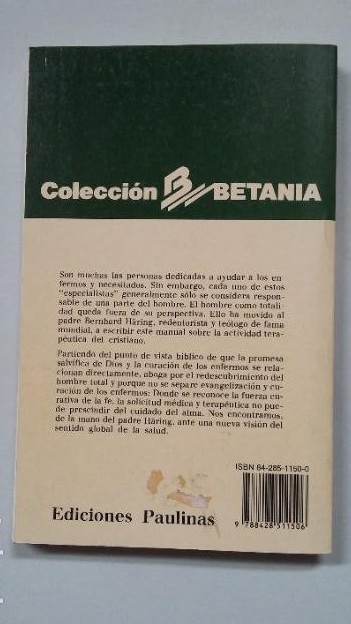 Colección BETANIA
Son muchas las personas dedicadas a ayudar a los en-
fermos y necesitados. Sin embargo, cada uno de estos
"especialistas" generalmente sólo se considera respon-
sable de una parte del hombre. El hombre como totali-
dad queda fuera de su perspectiva. Ello ha movido al
padre Bernhard Häring, redentorista y teólogo de fama
mundial, a escribir este manual sobre la actividad tera-
péutica del cristiano.
Partiendo del punto de vista bíblico de que la promesa
salvífica de Dios y la curación de los enfermos se rela-
cionan directamente, aboga por el redescubrimiento del
hombre total y porque no se separe evangelización y cu-
ración de los enfermos: Donde se reconoce la fuerza cu-
rativa de la fe, la solicitud médica y terapéutica no pue-
de prescindir del cuidado del alma. Nos encontramos,
de la mano del padre Häring, ante una nueva visión del
sentido global de la salud.
ISBN 84-285-1150-0
Ediciones Paulinas
9 788428 511506